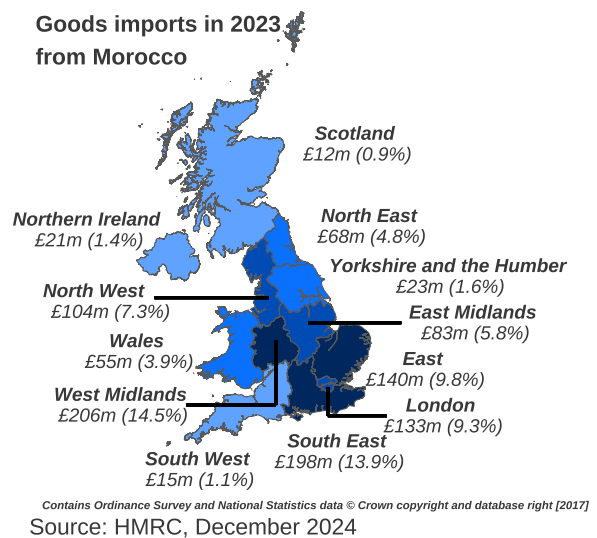 Goods imports in 2023
from Morocco
Scotland
£12m (0.9%)
Northern Ireland
£21m (1.4%)
North East
£68m (4.8%)
Yorkshire and the Humber
£23m (1.6%)
North West
£104m (7.3%)
East Midlands
£83m (5.8%)
Wales
£55m (3.9%)
East
£140m (9.8%)
West Midlands
£206m (14.5%)
London
£133m (9.3%)
South East
£198m (13.9%)
South West
£15m (1.1%)
Contains Ordinance Survey and National Statistics data © Crown copyright and database right [2017]
Source: HMRC, December 2024